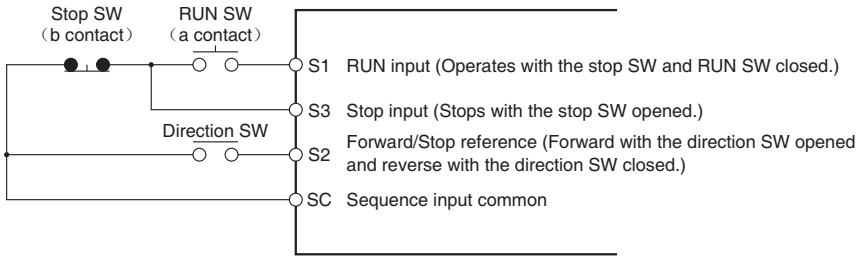 Stop SW
(b contact)
RUN SW
(a contact)
S1 RUN input (Operates with the stop SW and RUN SW closed.)
S3 Stop input (Stops with the stop SW opened.)
Direction SW
S2 Forward/Stop reference (Forward with the direction SW opened
and reverse with the direction SW closed.)
SC Sequence input common